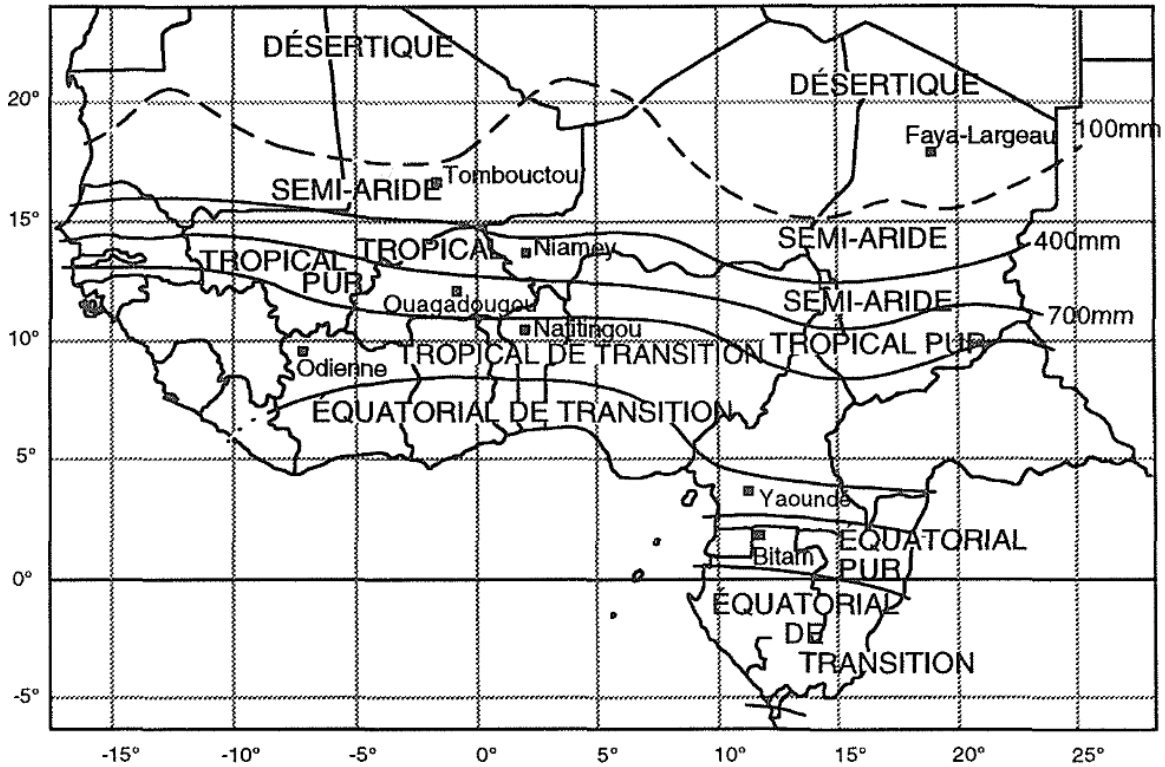 DÉSERTIQUE
DÉSERTIQUE
20°
100mm
Faya-Largeau
Tombouctou
SEMI-ARIDE
15°
SEMI-ARIDE
400mm
TROPICAL
Niamey
TROPICAL
PUR
SEMI-ARIDE
Ouagadougou
700mm
Natitingou
10°
TROPICAL PUR
TROPICAL DE TRANSITION
Odienne
ÉQUATORIAL DE TRANSITION
5°
Yaoundé
ÉQUATORIAL
PUR
Bitam
0°
ÉQUATORIAL
DE
TRANSITION
-5°
-15° -10° -5° 0° 5° 10° 15° 20° 25°